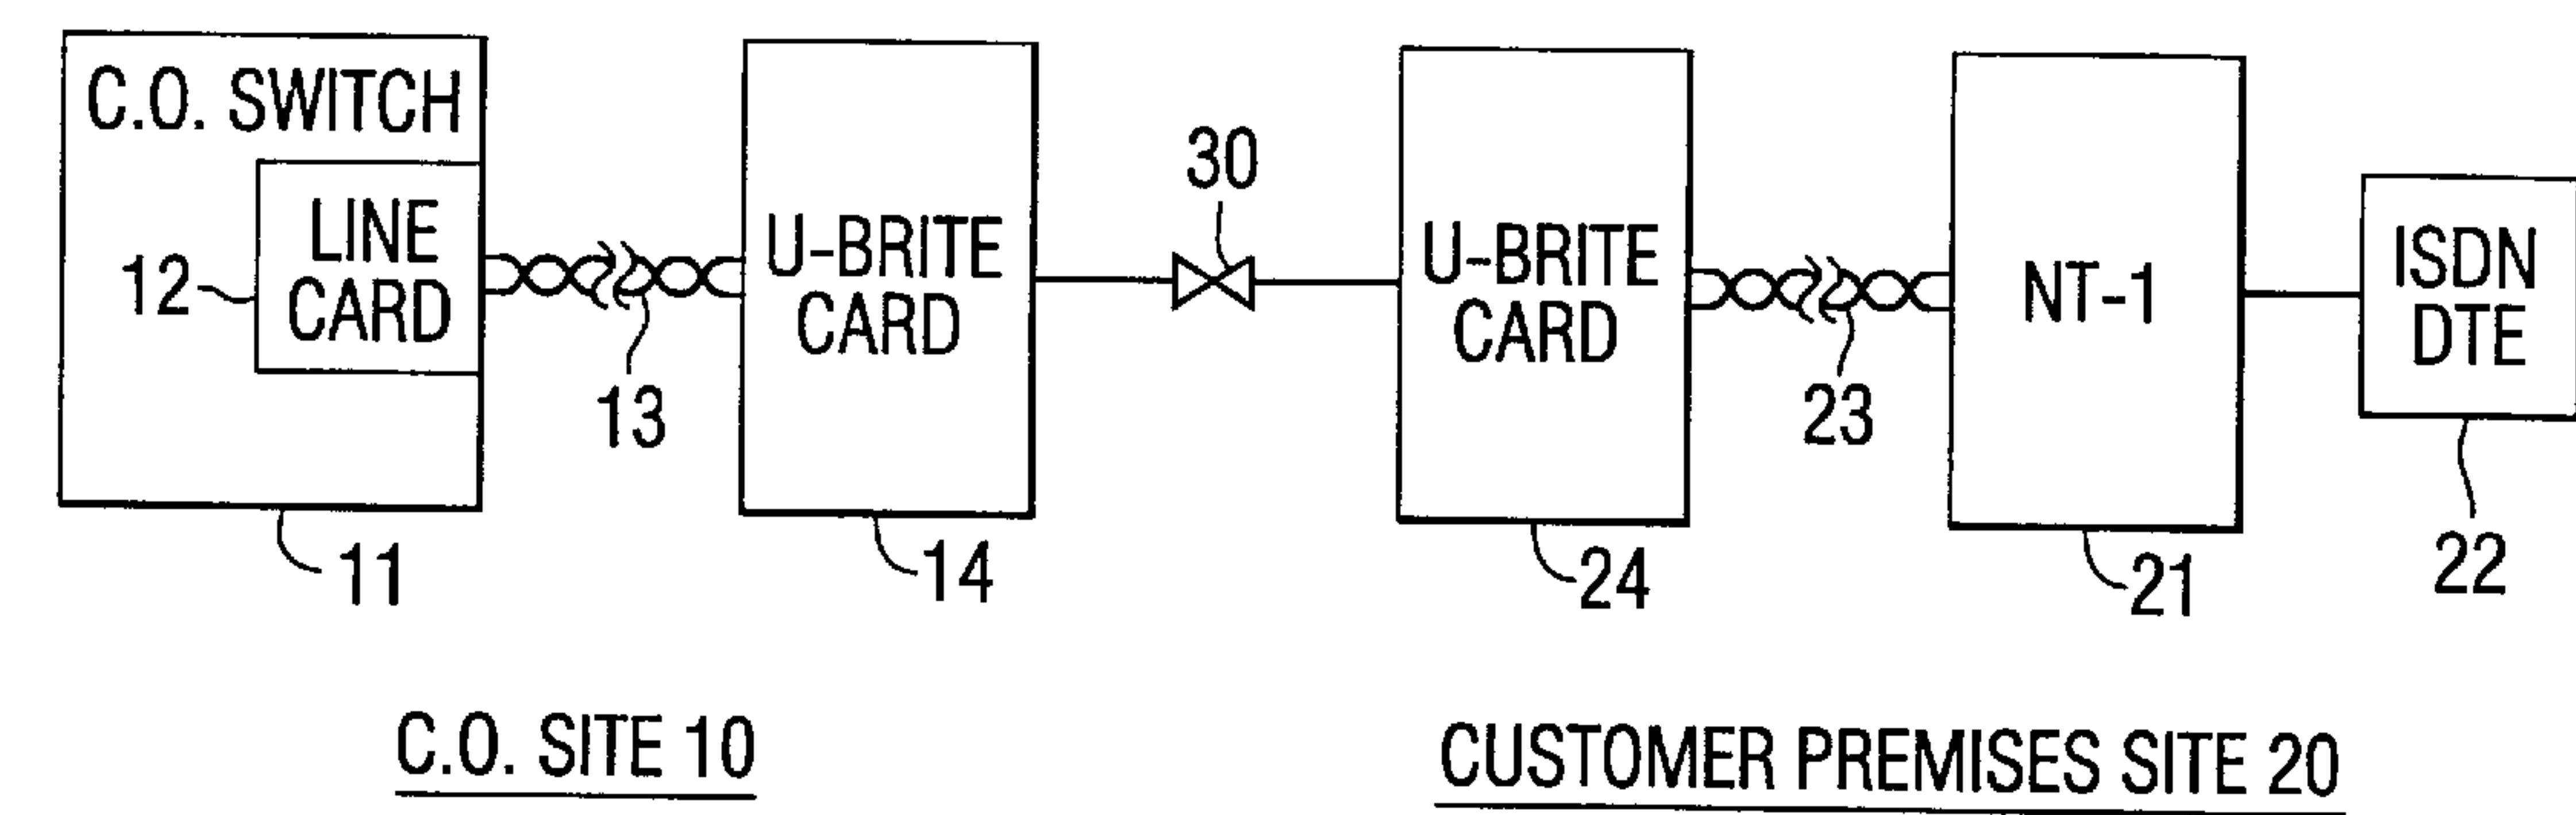 C.O. SWITCH
LINE
CARD
12
13
11
U-BRITE
CARD
14
30
U-BRITE
CARD
24
23
NT-1
21
ISDN
DTE
22
C.O. SITE 10
CUSTOMER PREMISES SITE 20